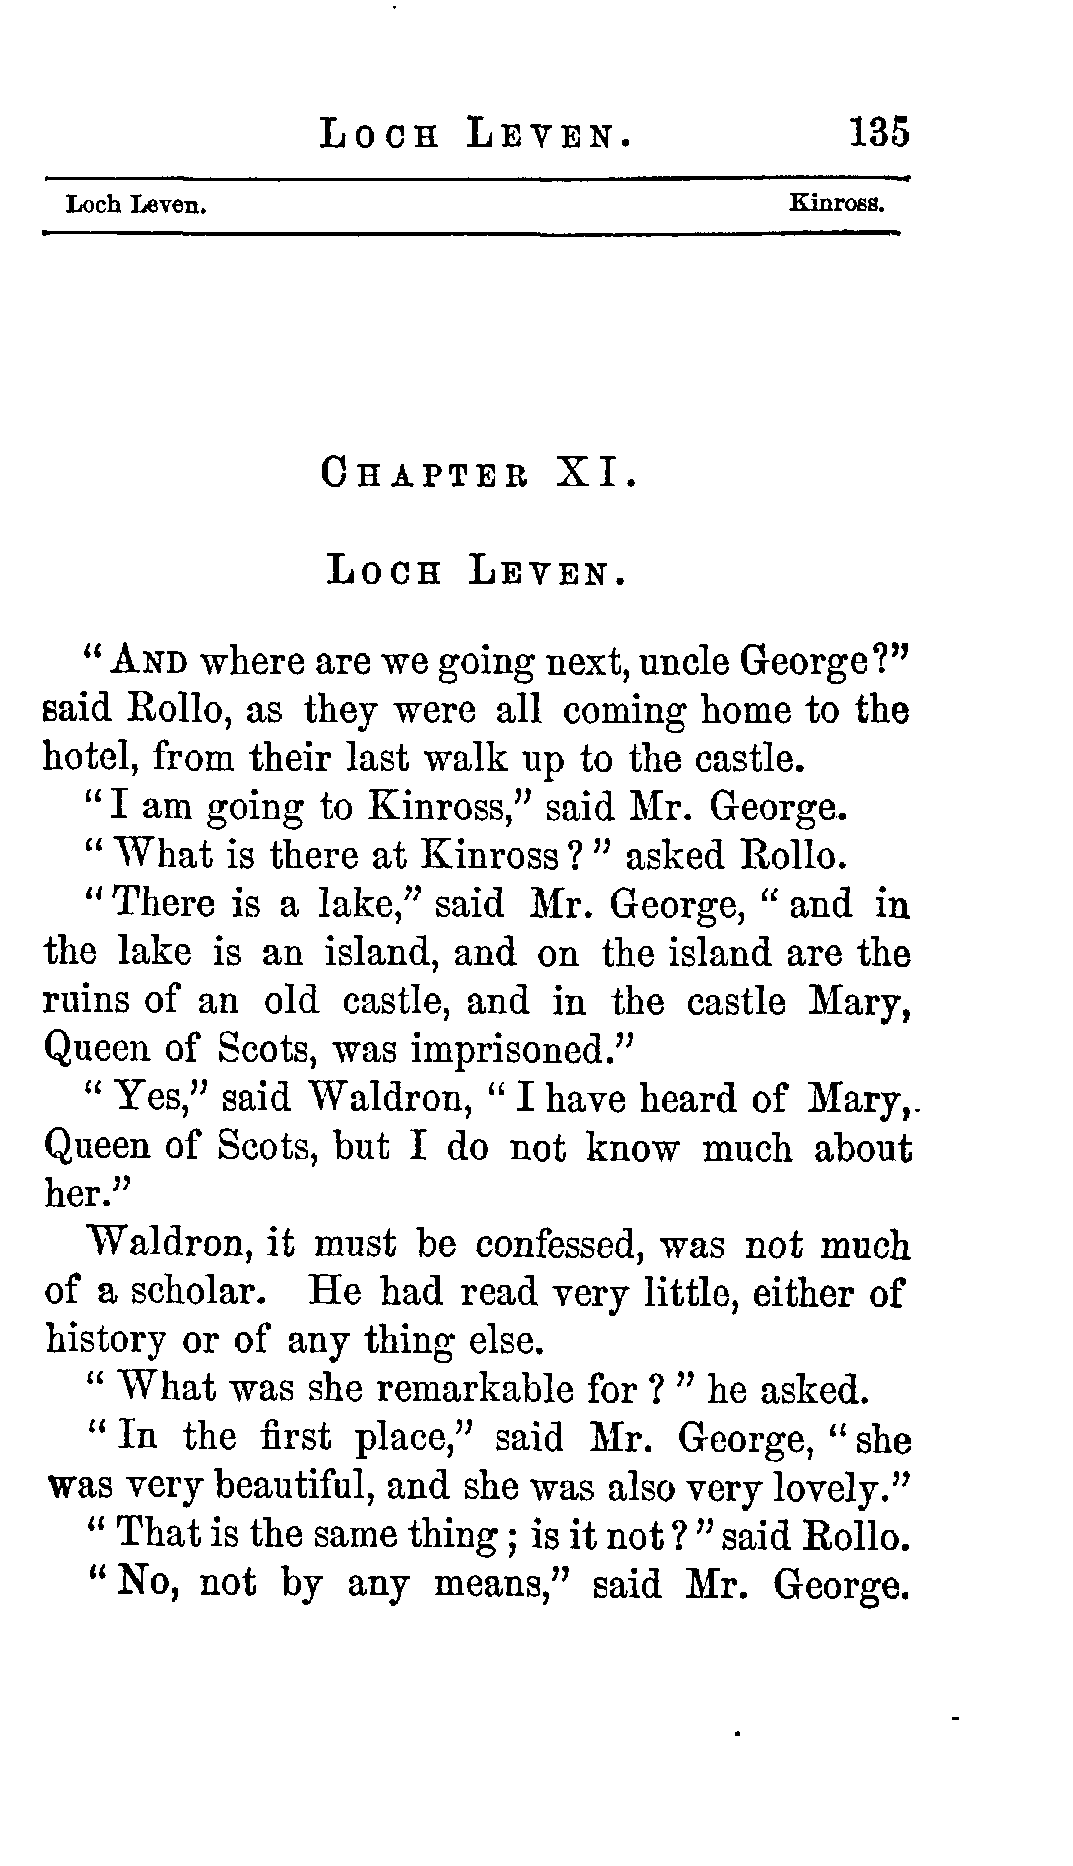 LOCH LEVEN. 135
Loch Leven. Kinross.
CHAPTER XI.
LOCH LEVEN.
“AND where are we going next, uncle George?”
said Rollo, as they were all coming home to the
hotel, from their last walk up to the castle.
“I am going to Kinross,” said Mr. George.
“What is there at Kinross?” asked Rollo.
“There is a lake,” said Mr. George, “and in
the lake is an island, and on the island are the
ruins of an old castle, and in the castle Mary,
Queen of Scots, was imprisoned.”
“Yes,” said Waldron, “I have heard of Mary,
Queen of Scots, but I do not know much about
her.”
Waldron, it must be confessed, was not much
of a scholar. He had read very little, either of
history or of any thing else.
“What was she remarkable for?” he asked.
“In the first place,” said Mr. George, “she
was very beautiful, and she was also very lovely.”
“That is the same thing; is it not?” said Rollo.
“No, not by any means,” said Mr. George.